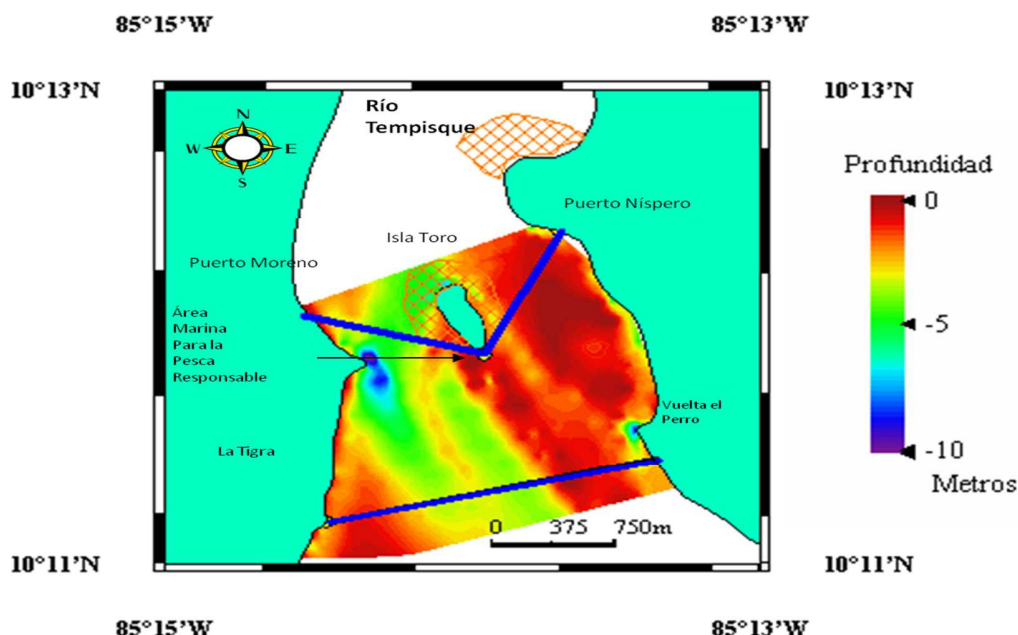 85°15'W 85°13'W
10°13'N 10°13'N
Río
Tempisque
N
W E
S
Profundidad
0
-5
-10
Metros
Puerto Níspero
Isla Toro
Puerto Moreno
Área
Marina
Para la
Pesca
Responsable
Vuelta el
Perro
La Tigra
0 375 750m
10°11'N 10°11'N
85°15'W 85°13'W